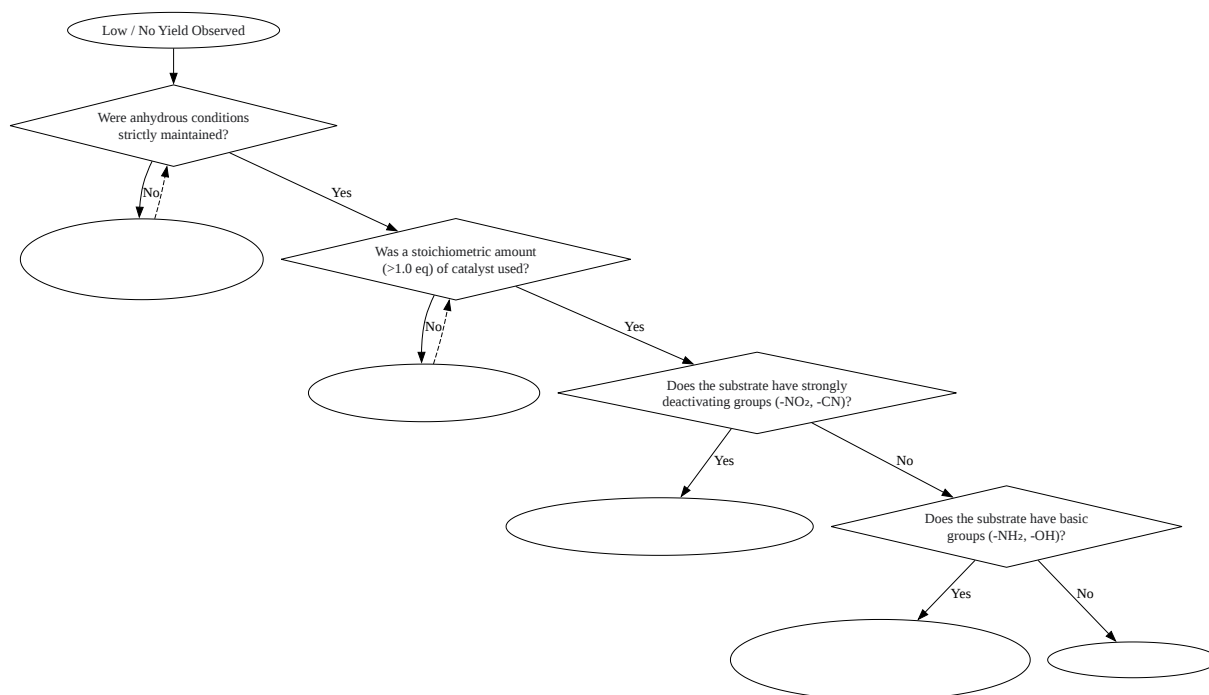 Low / No Yield Observed
Were anhydrous conditions
strictly maintained?
No
Yes
Was a stoichiometric amount
(>1.0 eq) of catalyst used?
No
Yes
Does the substrate have strongly
deactivating groups (-NO₂, -CN)?
Yes
No
Does the substrate have basic
groups (-NH₂, -OH)?
Yes
No